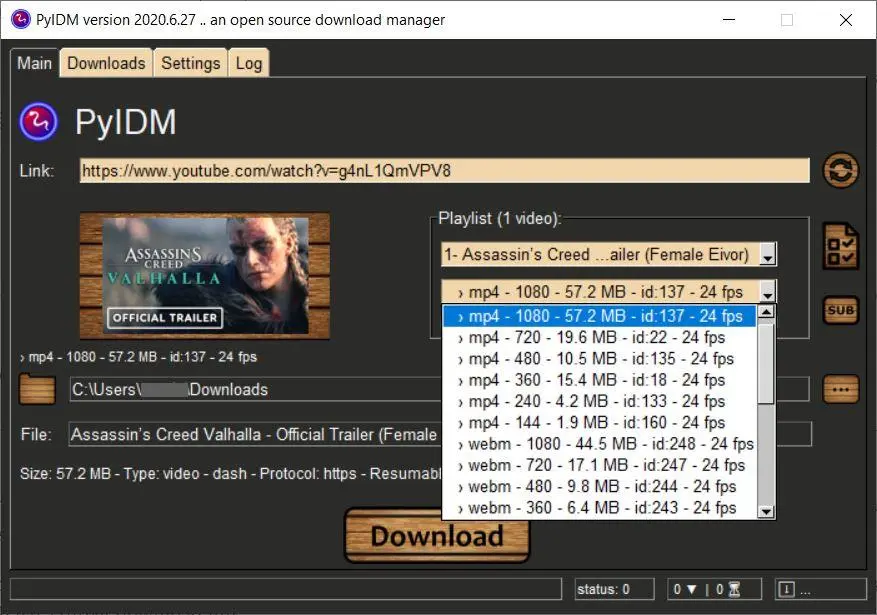 PyIDM version 2020.6.27 .. an open source download manager
Main Downloads Settings Log
PyIDM
Link: https://www.youtube.com/watch?v=g4nL1QmVPV8
ASSASSIN'S
CREED
VALHALLA
OFFICIAL TRAILER
Playlist (1 video):
1- Assassin's Creed ...ailer (Female Eivor)
› mp4 - 1080 - 57.2 MB - id:137 - 24 fps
› mp4 - 1080 - 57.2 MB - id:137 - 24 fps
› mp4 - 720 - 19.6 MB - id:22 - 24 fps
› mp4 - 480 - 10.5 MB - id:135 - 24 fps
› mp4 - 360 - 15.4 MB - id:18 - 24 fps
› mp4 - 240 - 4.2 MB - id:133 - 24 fps
› mp4 - 144 - 1.9 MB - id:160 - 24 fps
› webm - 1080 - 44.5 MB - id:248 - 24 fps
› webm - 720 - 17.1 MB - id:247 - 24 fps
› webm - 480 - 9.8 MB - id:244 - 24 fps
› webm - 360 - 6.4 MB - id:243 - 24 fps
SUB
› mp4 - 1080 - 57.2 MB - id:137 - 24 fps
C:\Users\ \Downloads
...
File: Assassin's Creed Valhalla - Official Trailer (Female
Size: 57.2 MB - Type: video - dash - Protocol: https - Resumabl
Download
status: 0
0 ▼ | 0
...